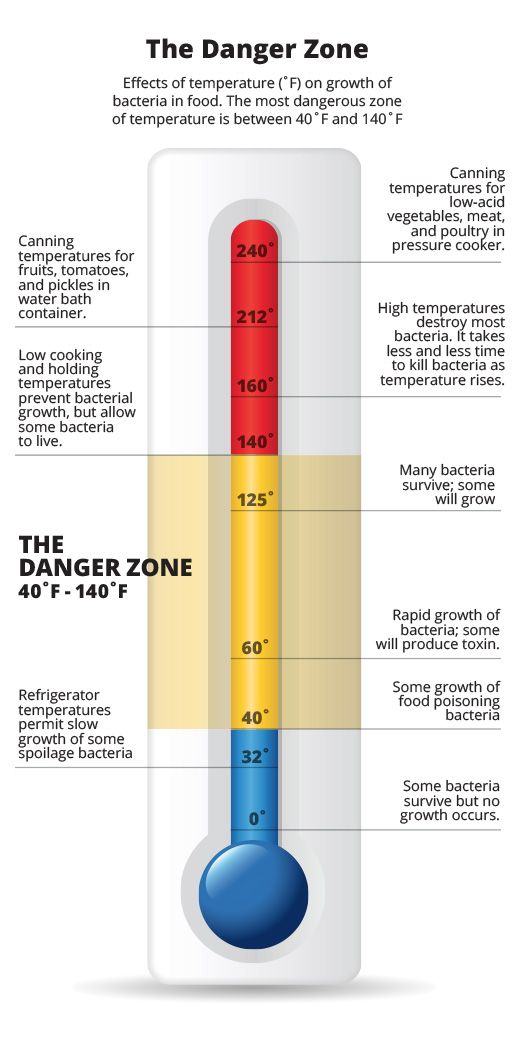 The Danger Zone
Effects of temperature (˚F) on growth of
bacteria in food. The most dangerous zone
of temperature is between 40˚F and 140˚F
Canning
temperatures for
low-acid
vegetables, meat,
and poultry in
pressure cooker.
240˚
Canning
temperatures for
fruits, tomatoes,
and pickles in
water bath
container.
212˚
High temperatures
destroy most
bacteria. It takes
less and less time
to kill bacteria as
temperature rises.
160˚
Low cooking
and holding
temperatures
prevent bacterial
growth, but allow
some bacteria
to live.
140˚
Many bacteria
survive; some
will grow
125˚
THE
DANGER ZONE
40˚F - 140˚F
Rapid growth of
bacteria; some
will produce toxin.
60˚
Some growth of
food poisoning
bacteria
40˚
Refrigerator
temperatures
permit slow
growth of some
spoilage bacteria
32˚
Some bacteria
survive but no
growth occurs.
0˚